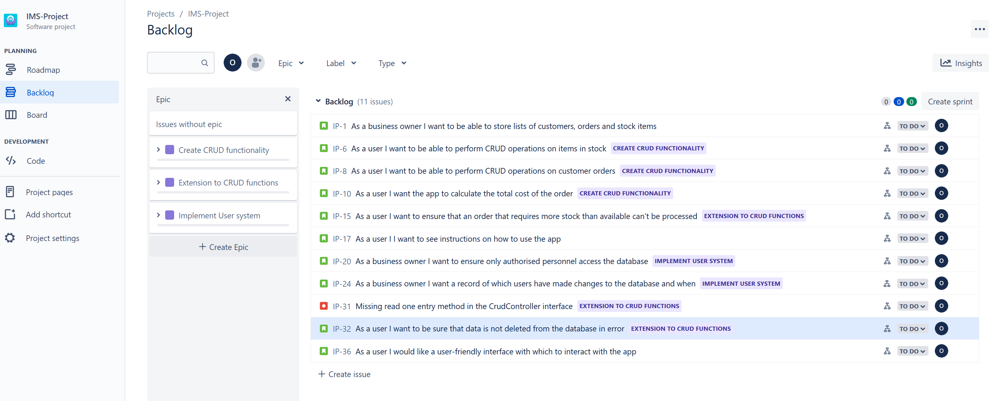 IMS-Project
Software project
PLANNING
Roadmap
Backlog
Board
DEVELOPMENT
Code
Project pages
Add shortcut
Project settings
Projects / IMS-Project
Backlog
O Epic Label Type
Insights
Epic
Issues without epic
Create CRUD functionality
Extension to CRUD functions
Implement User system
+ Create Epic
Backlog (11 issues) 0 0 0 Create sprint
IP-1 As a business owner I want to be able to store lists of customers, orders and stock items TO DO O
IP-6 As a user I want to be able to perform CRUD operations on items in stock CREATE CRUD FUNCTIONALITY TO DO O
IP-8 As a user I want to be able to perform CRUD operations on customer orders CREATE CRUD FUNCTIONALITY TO DO O
IP-10 As a user I want the app to calculate the total cost of the order CREATE CRUD FUNCTIONALITY TO DO O
IP-15 As a user I want to ensure that an order that requires more stock than available can't be processed EXTENSION TO CRUD FUNCTIONS TO DO O
IP-17 As a user I I want to see instructions on how to use the app TO DO O
IP-20 As a business owner I want to ensure only authorised personnel access the database IMPLEMENT USER SYSTEM TO DO O
IP-24 As a business owner I want a record of which users have made changes to the database and when IMPLEMENT USER SYSTEM TO DO O
IP-31 Missing read one entry method in the CrudController interface EXTENSION TO CRUD FUNCTIONS TO DO O
IP-32 As a user I want to be sure that data is not deleted from the database in error EXTENSION TO CRUD FUNCTIONS TO DO O
IP-36 As a user I would like a user-friendly interface with which to interact with the app TO DO O
+ Create issue